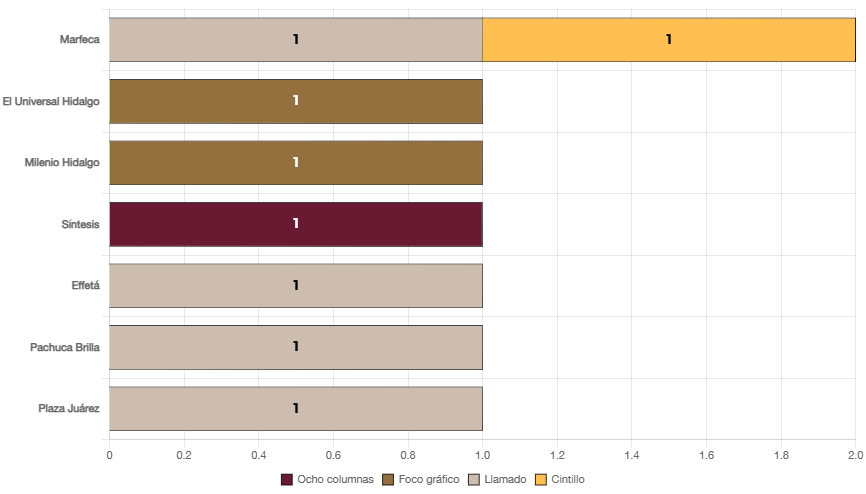 Marfeca 1 1
El Universal Hidalgo 1
Milenio Hidalgo 1
Síntesis 1
Effetá 1
Pachuca Brilla 1
Plaza Juárez 1
0 0.2 0.4 0.6 0.8 1.0 1.2 1.4 1.6 1.8 2.0
Ocho columnas Foco gráfico Llamado Cintillo